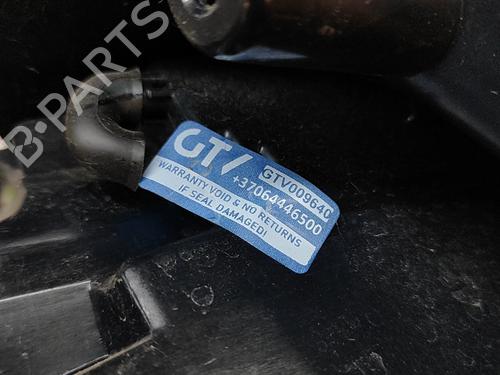 B-PARTS
GTV
GTV009640
+37064446500
WARRANTY VOID & NO RETURNS
IF SEAL DAMAGED!